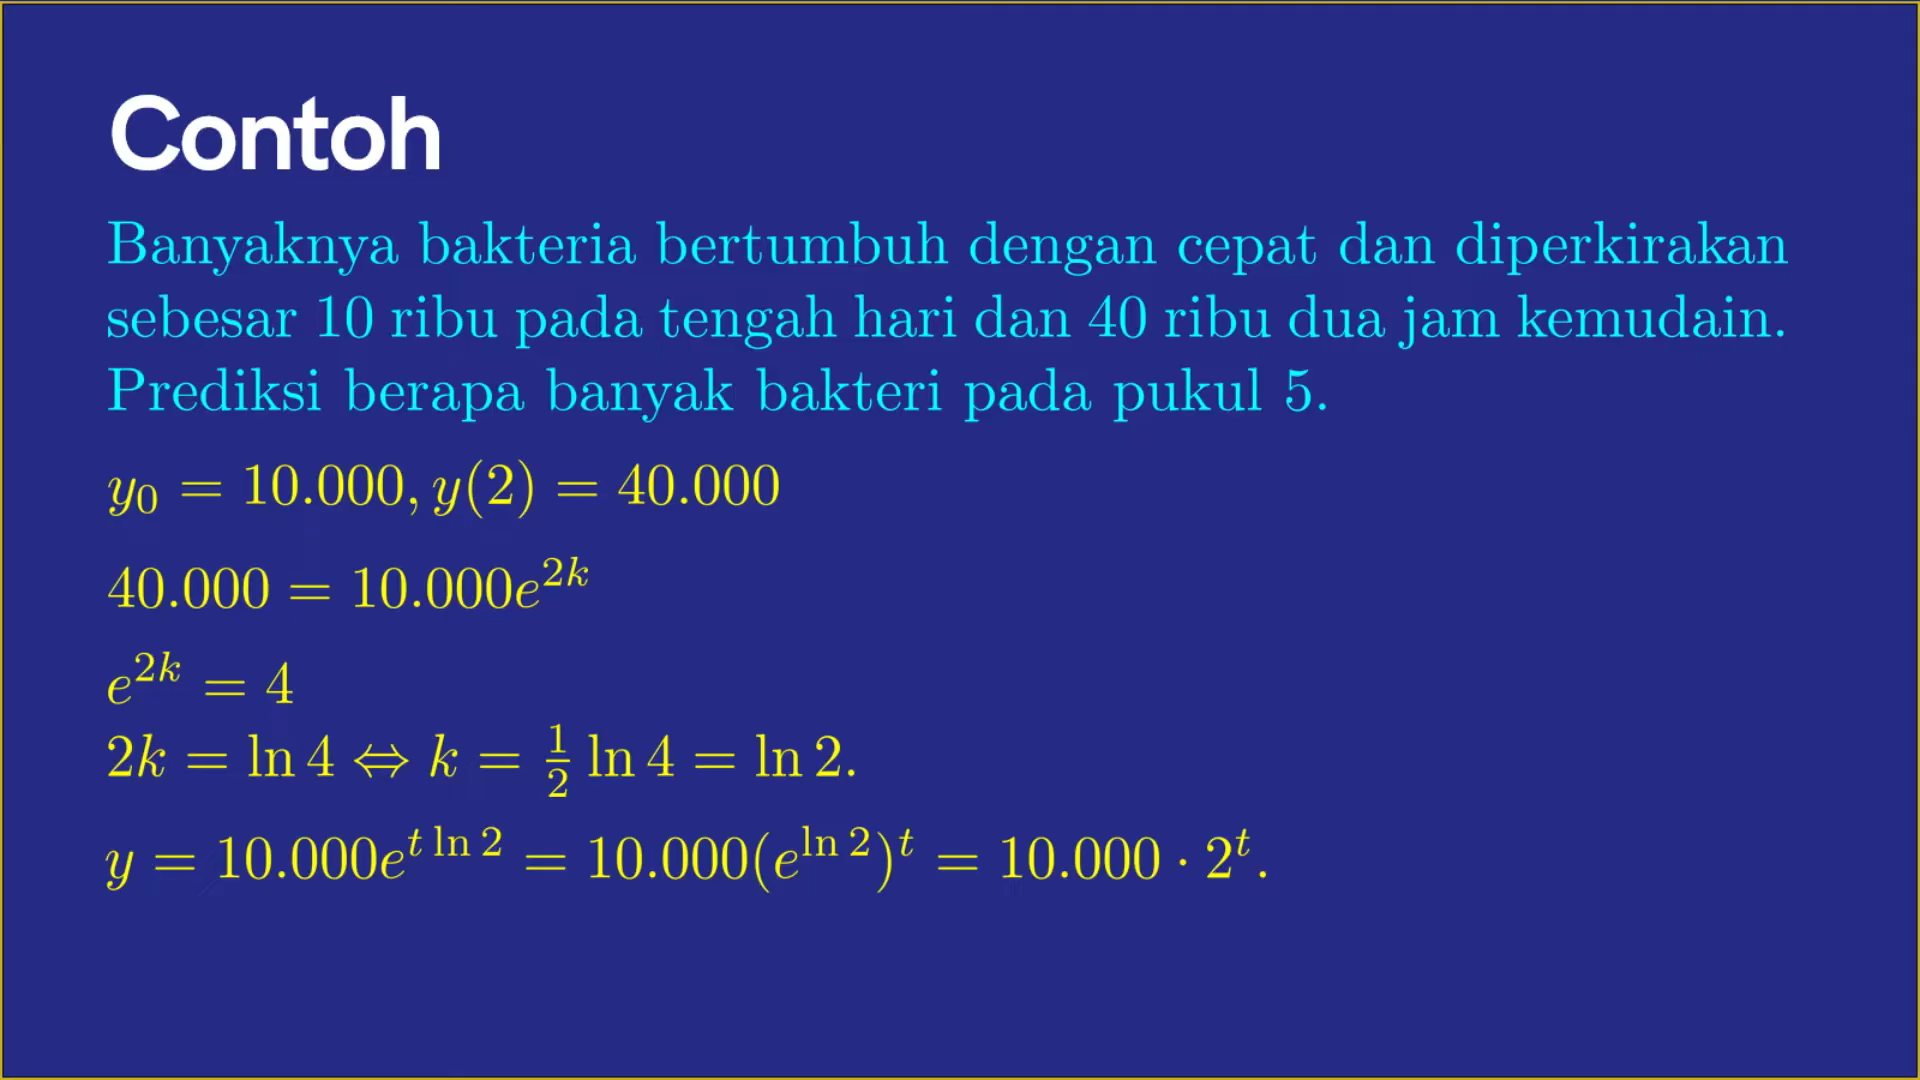 Contoh
Banyaknya bakteria bertumbuh dengan cepat dan diperkirakan
sebesar 10 ribu pada tengah hari dan 40 ribu dua jam kemudain.
Prediksi berapa banyak bakteri pada pukul 5.
y₀ = 10.000, y(2) = 40.000
40.000 = 10.000e^{2k}
e^{2k} = 4
2k = ln 4 ⇔ k = \frac{1}{2} ln 4 = ln 2.
y = 10.000e^{t ln 2} = 10.000(e^{ln 2})^t = 10.000 · 2^t.